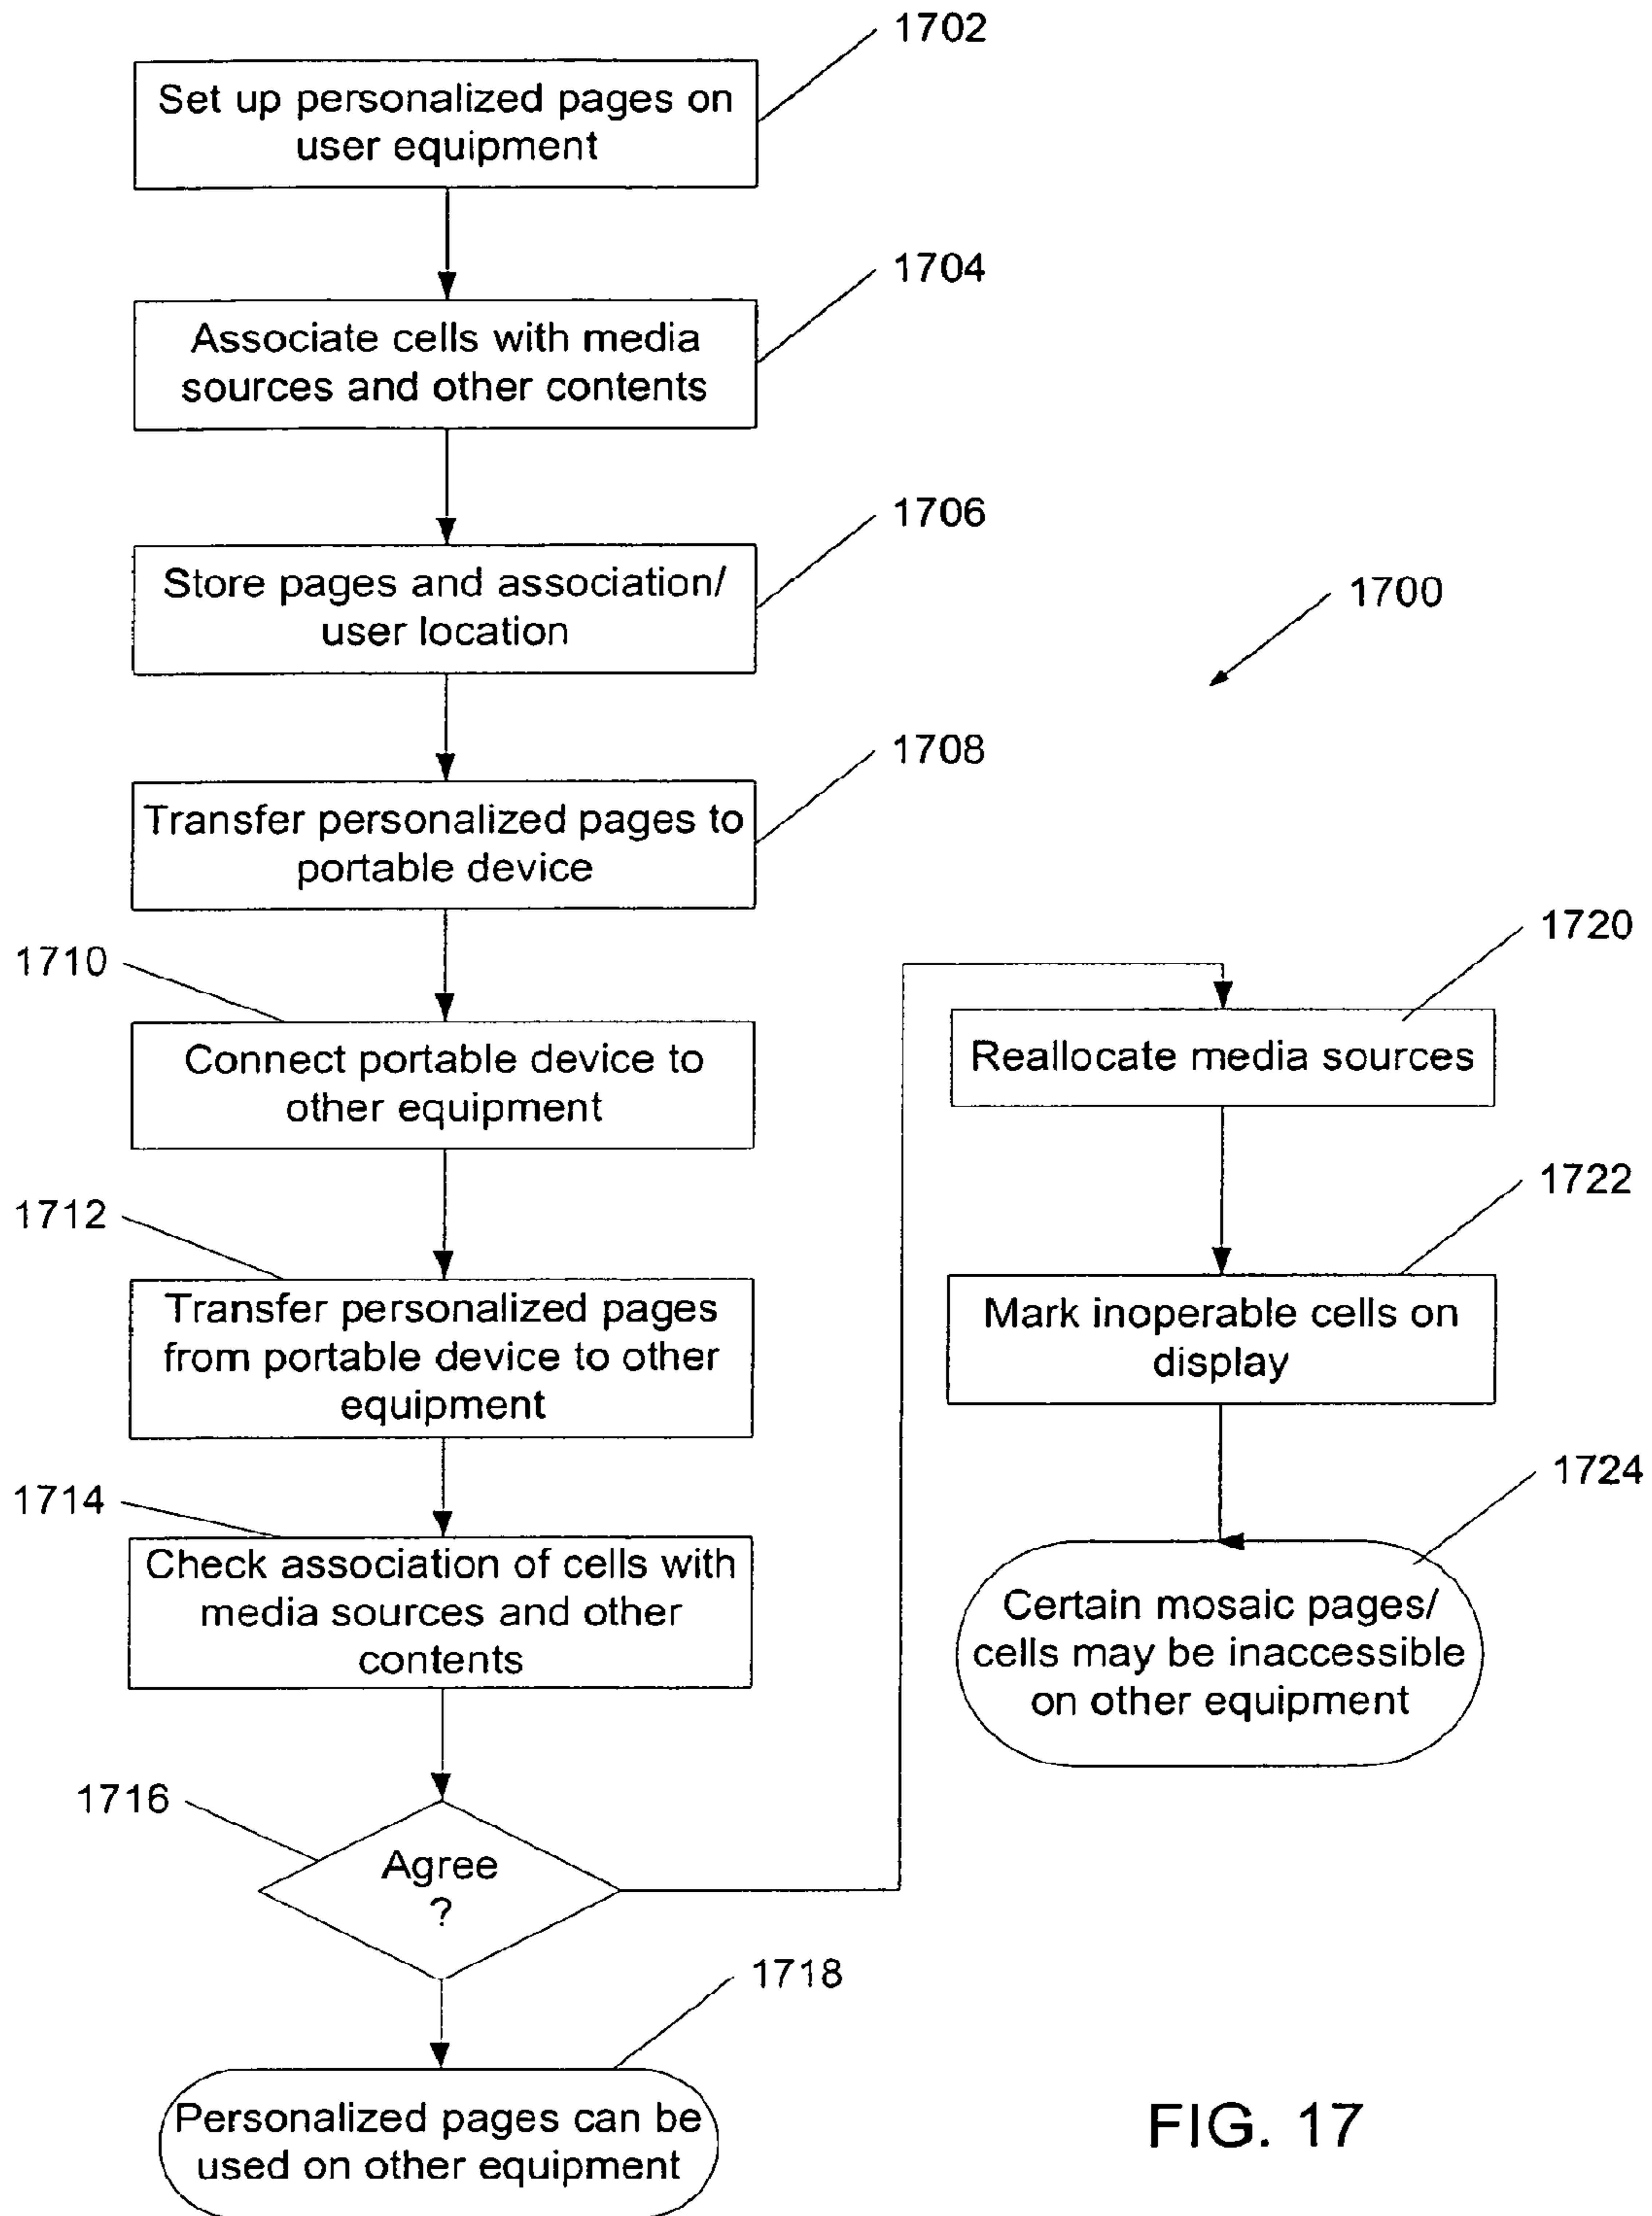 1702
Set up personalized pages on
user equipment
1704
Associate cells with media
sources and other contents
1706
Store pages and association/
user location
1700
1708
Transfer personalized pages to
portable device
1710
Connect portable device to
other equipment
1712
Transfer personalized pages
from portable device to other
equipment
1714
Check association of cells with
media sources and other
contents
1716
Agree
?
1718
Personalized pages can be
used on other equipment
1720
Reallocate media sources
1722
Mark inoperable cells on
display
1724
Certain mosaic pages/
cells may be inaccessible
on other equipment
FIG. 17